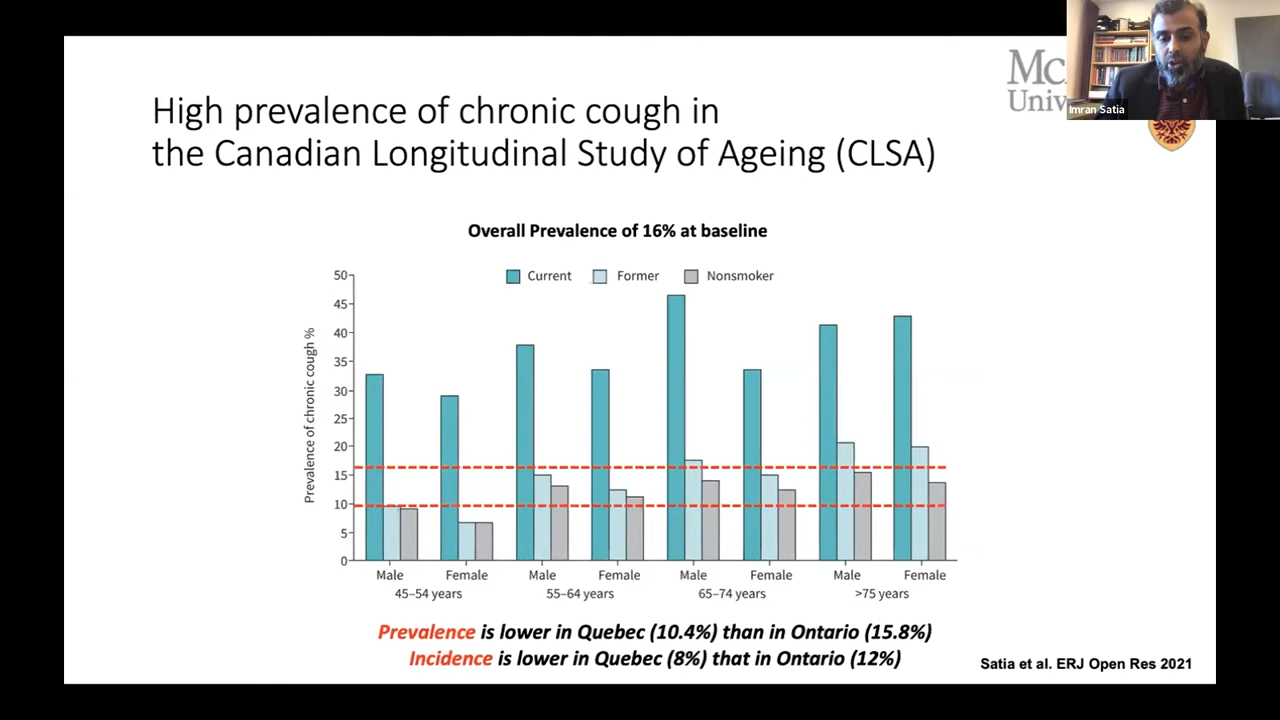 Mc
Univ
Imran Satia
High prevalence of chronic cough in
the Canadian Longitudinal Study of Ageing (CLSA)
Overall Prevalence of 16% at baseline
Current Former Nonsmoker
Prevalence of chronic cough %
50
45
40
35
30
25
20
15
10
5
0
Male Female Male Female Male Female Male Female
45–54 years 55–64 years 65–74 years >75 years
Prevalence is lower in Quebec (10.4%) than in Ontario (15.8%)
Incidence is lower in Quebec (8%) that in Ontario (12%)
Satia et al. ERJ Open Res 2021